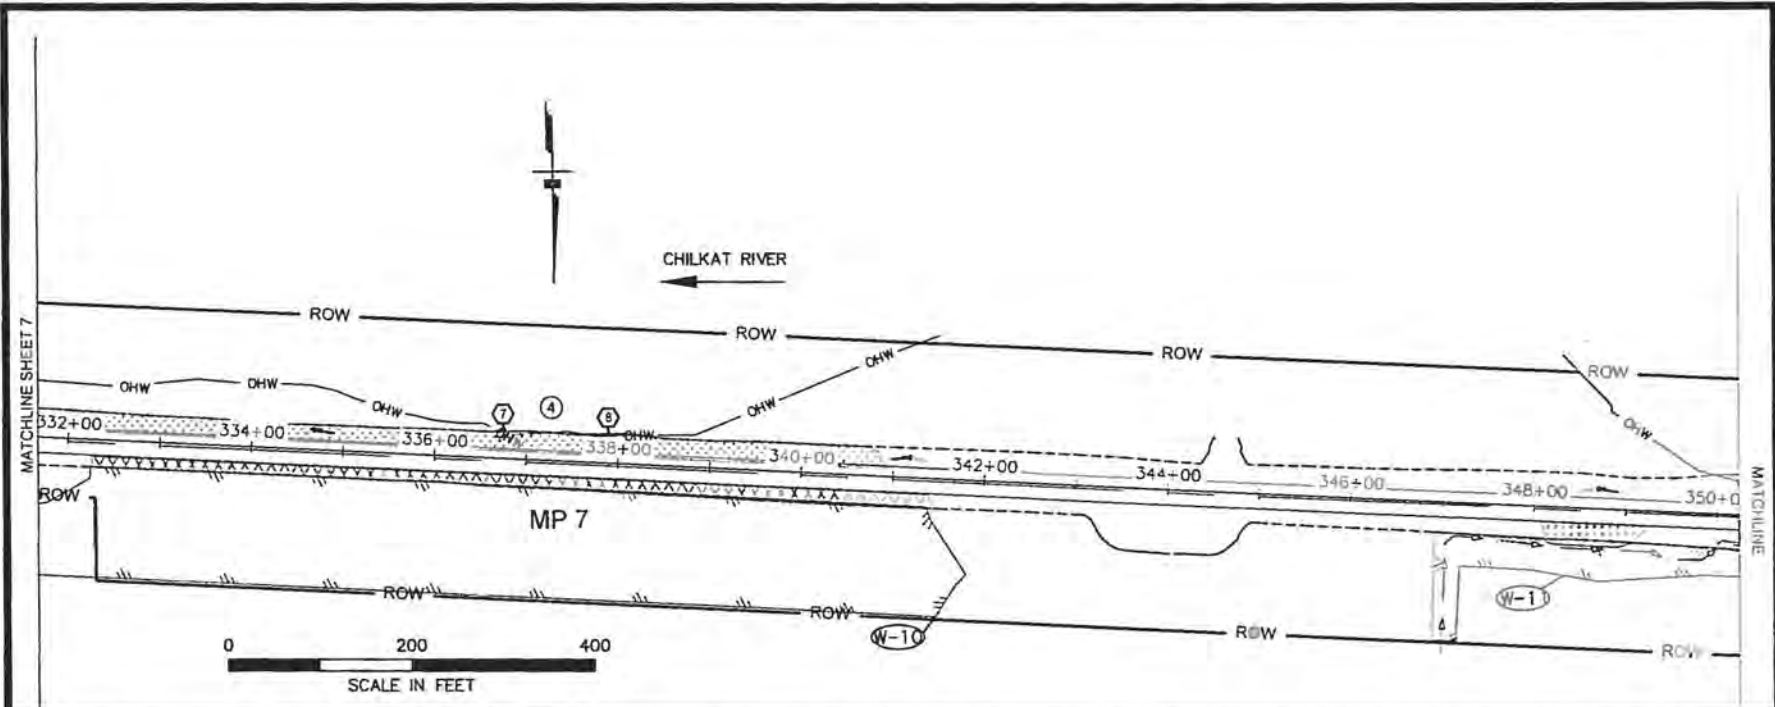 CHILKAT RIVER
ROW ROW ROW ROW
OHW OHW OHW OHW OHW OHW OHW
7 4 8
332+00 334+00 336+00 338+00 340+00 342+00 344+00 346+00 348+00
MATCHLINE SHEET 7
MATCHLINE
ROW
MP 7
ROW ROW ROW ROW
W-10
0 200 400
SCALE IN FEET